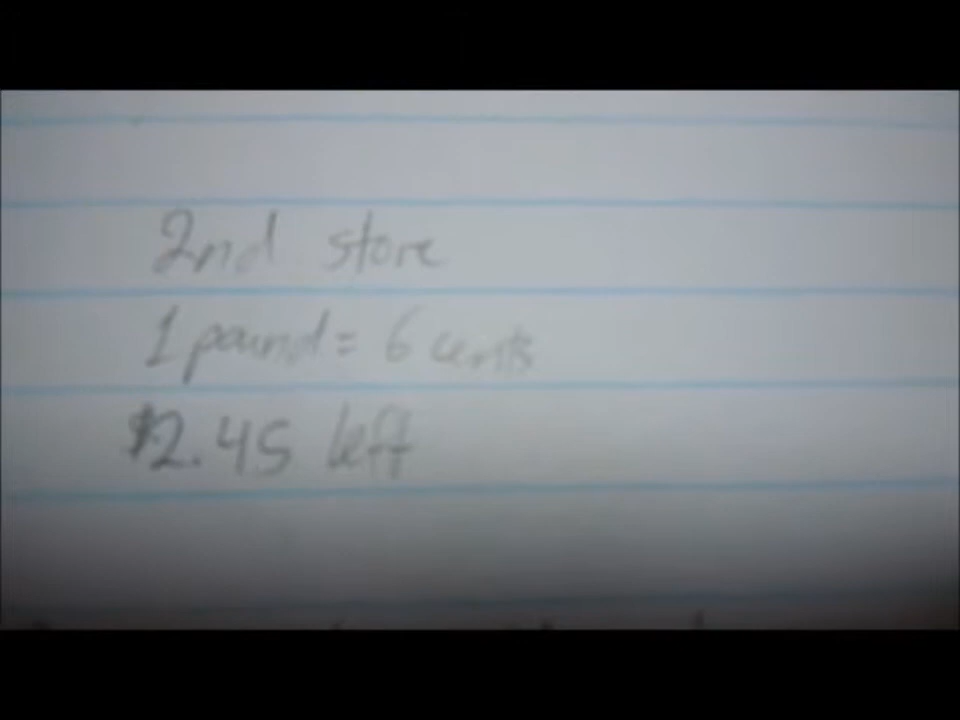 2nd store
1 pound = 6 cents
$2.45 left